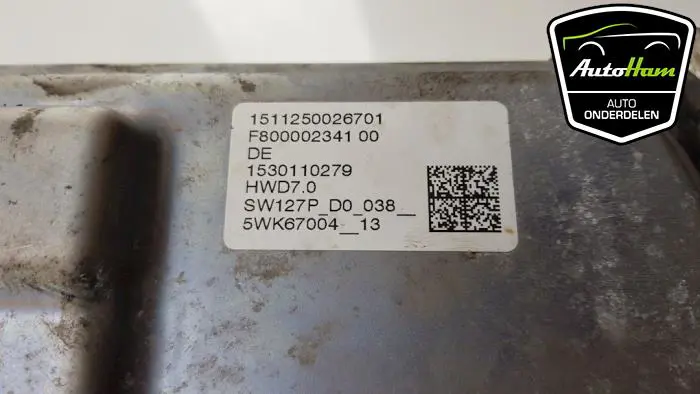 1511250026701
F800002341 00
DE
1530110279
HWD7.0
SW127P_D0_038__
5WK67004__13
AutoHam
AUTO
ONDERDELEN